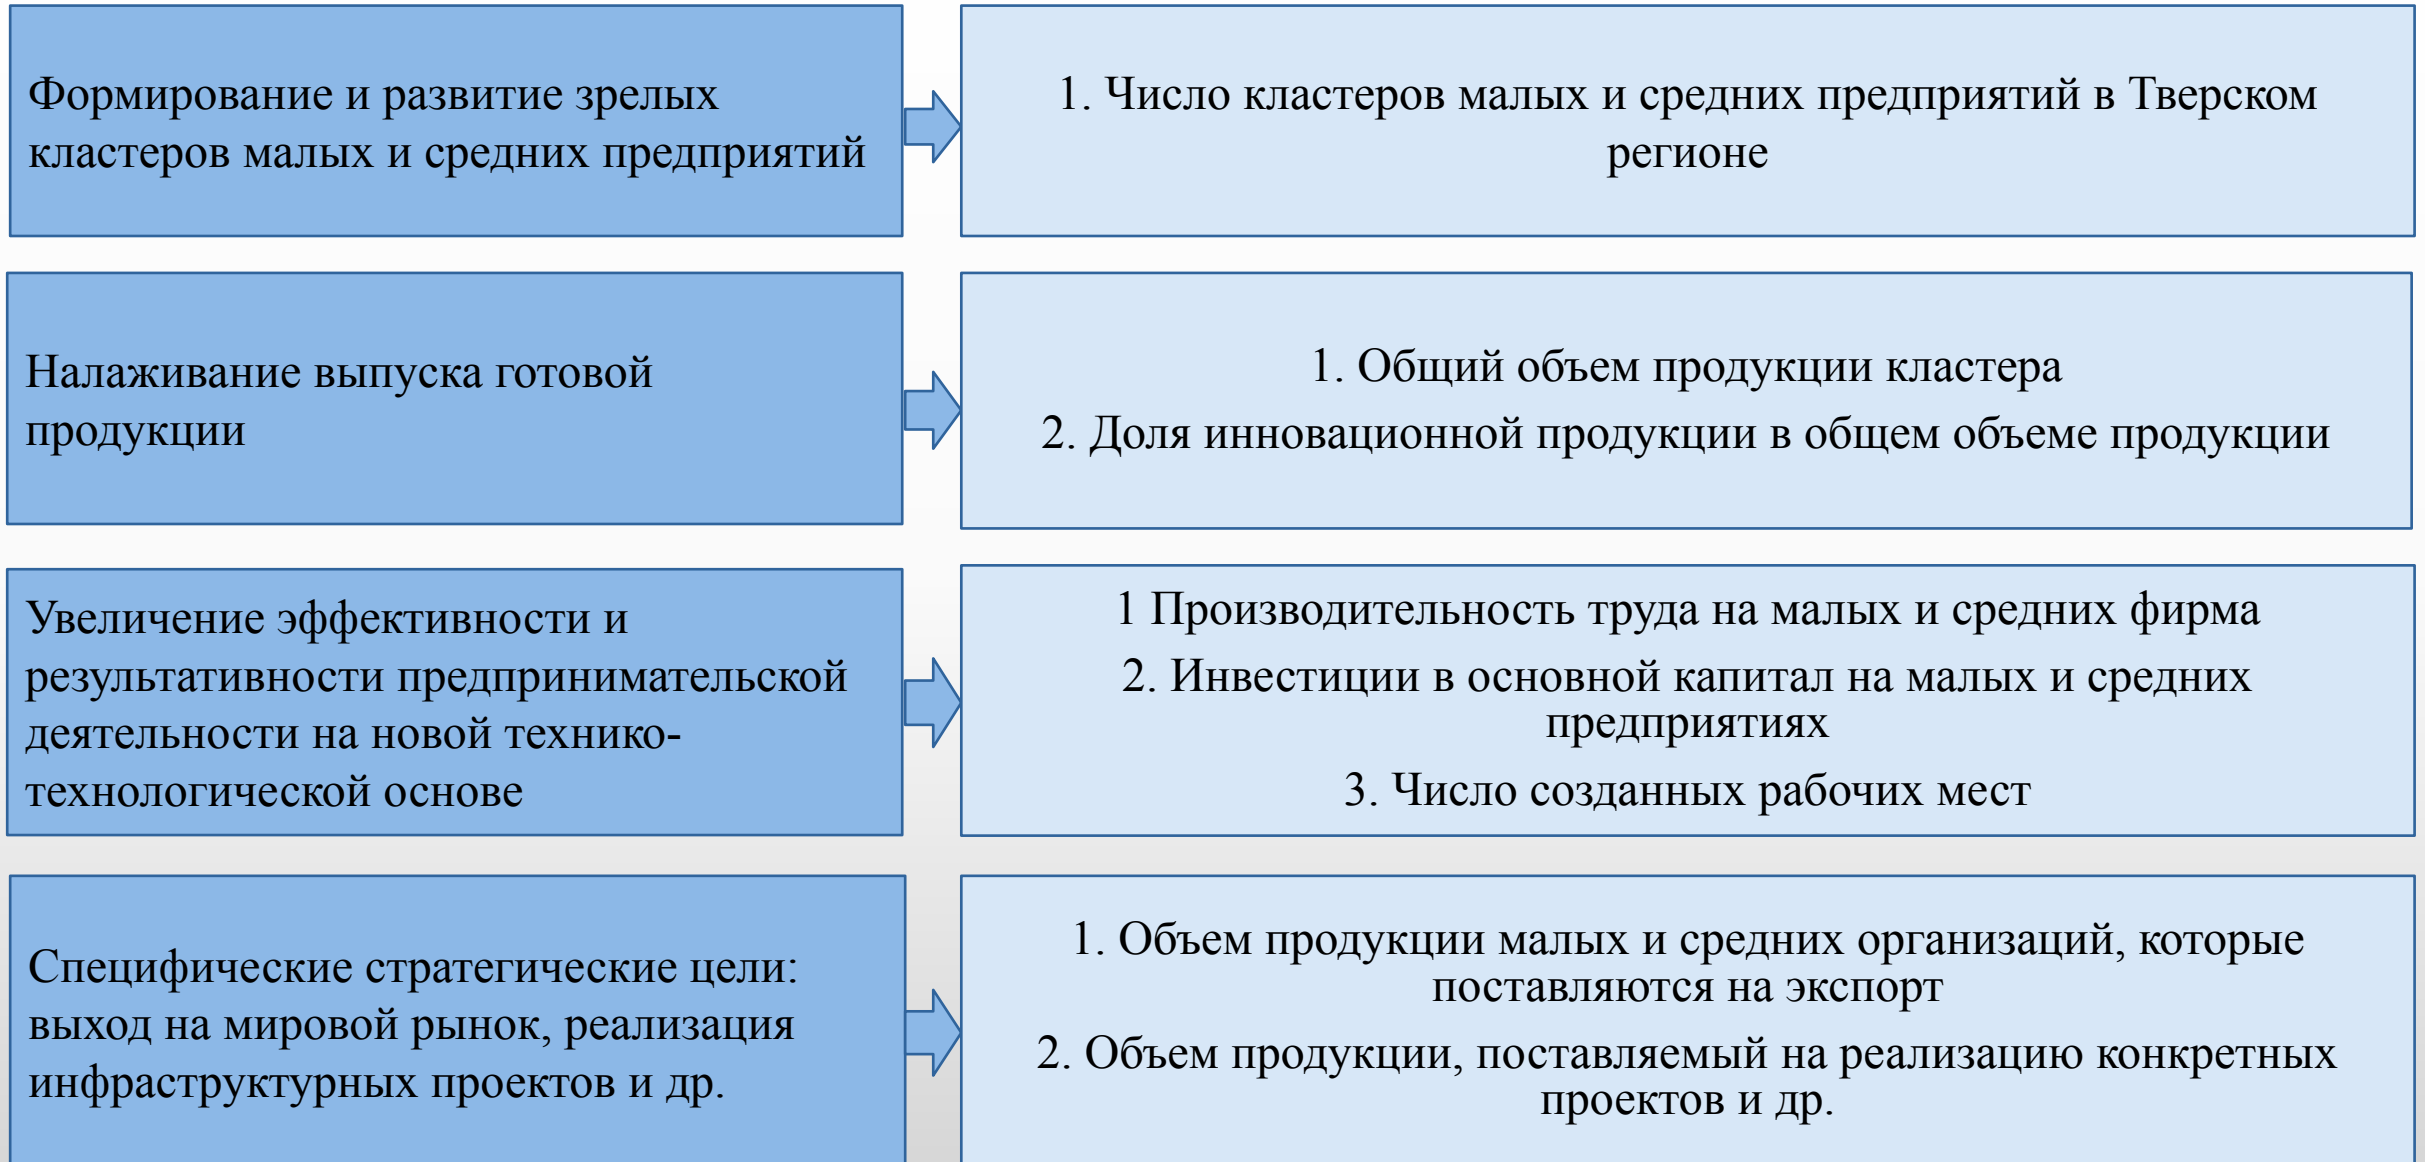 Формирование и развитие зрелых
кластеров малых и средних предприятий
1. Число кластеров малых и средних предприятий в Тверском
регионе
Налаживание выпуска готовой
продукции
1. Общий объем продукции кластера
2. Доля инновационной продукции в общем объеме продукции
Увеличение эффективности и
результативности предпринимательской
деятельности на новой технико-
технологической основе
1 Производительность труда на малых и средних фирма
2. Инвестиции в основной капитал на малых и средних
предприятиях
3. Число созданных рабочих мест
Специфические стратегические цели:
выход на мировой рынок, реализация
инфраструктурных проектов и др.
1. Объем продукции малых и средних организаций, которые
поставляются на экспорт
2. Объем продукции, поставляемый на реализацию конкретных
проектов и др.